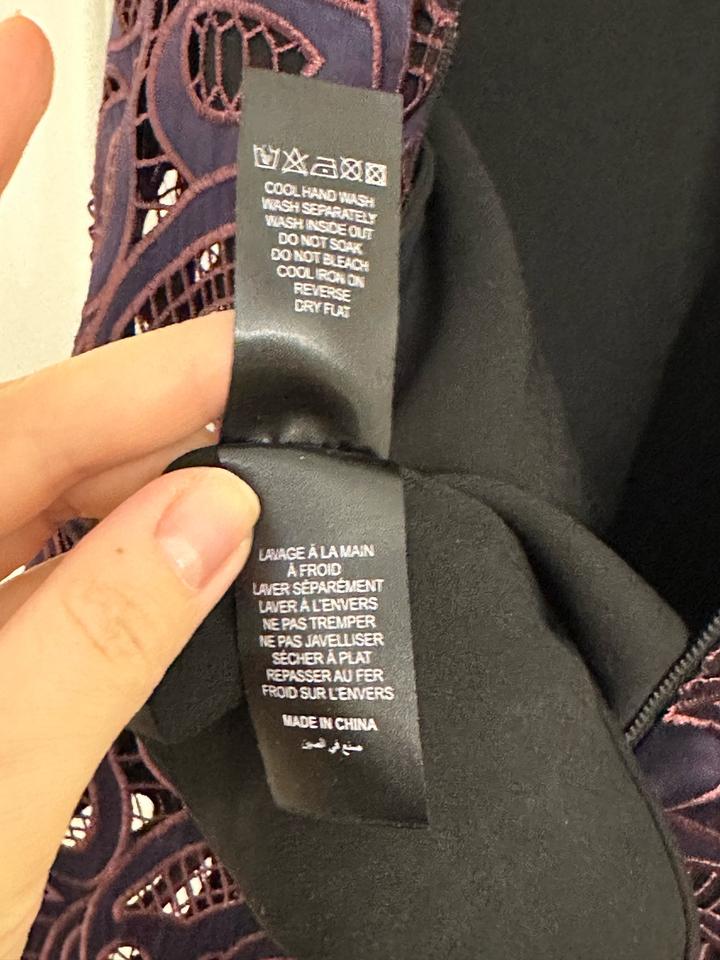 COOL HAND WASH
WASH SEPARATELY
WASH INSIDE OUT
DO NOT SOAK
DO NOT BLEACH
COOL IRON ON
REVERSE
DRY FLAT
LAVAGE À LA MAIN
À FROID
LAVER SÉPARÉMENT
LAVER À L'ENVERS
NE PAS TREMPER
NE PAS JAVELLISER
SÉCHER À PLAT
REPASSER AU FER
FROID SUR L'ENVERS
MADE IN CHINA
صنع في الصين